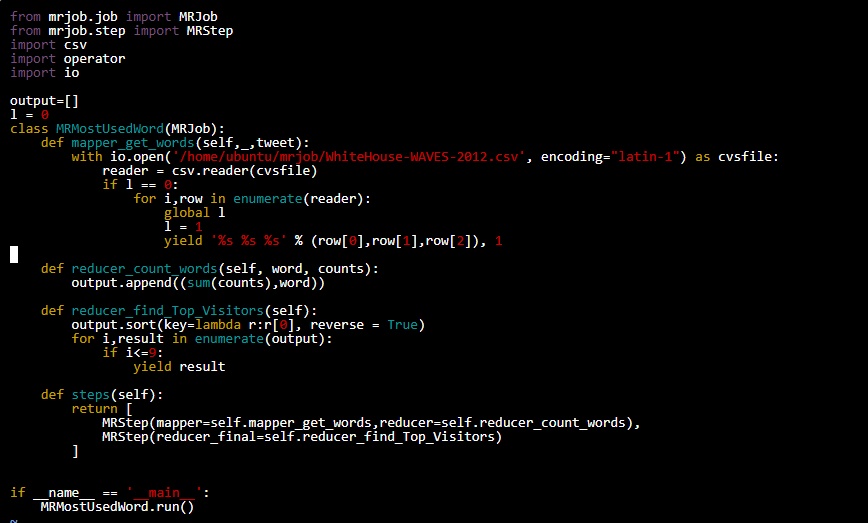 from mrjob.job import MRJob
from mrjob.step import MRStep
import csv
import operator
import io

output=[]
l = 0
class MRMostUsedWord(MRJob):
    def mapper_get_words(self,_,tweet):
        with io.open('/home/ubuntu/mrjob/WhiteHouse-WAVES-2012.csv', encoding="latin-1") as cvsfile:
            reader = csv.reader(cvsfile)
            if l == 0:
                for i,row in enumerate(reader):
                    global l
                    l = 1
                    yield '%s %s %s' % (row[0],row[1],row[2]), 1

    def reducer_count_words(self, word, counts):
        output.append((sum(counts),word))

    def reducer_find_Top_Visitors(self):
        output.sort(key=lambda r:r[0], reverse = True)
        for i,result in enumerate(output):
            if i<=9:
                yield result

    def steps(self):
        return [
            MRStep(mapper=self.mapper_get_words,reducer=self.reducer_count_words),
            MRStep(reducer_final=self.reducer_find_Top_Visitors)
        ]


if __name__ == '__main__':
    MRMostUsedWord.run()
~